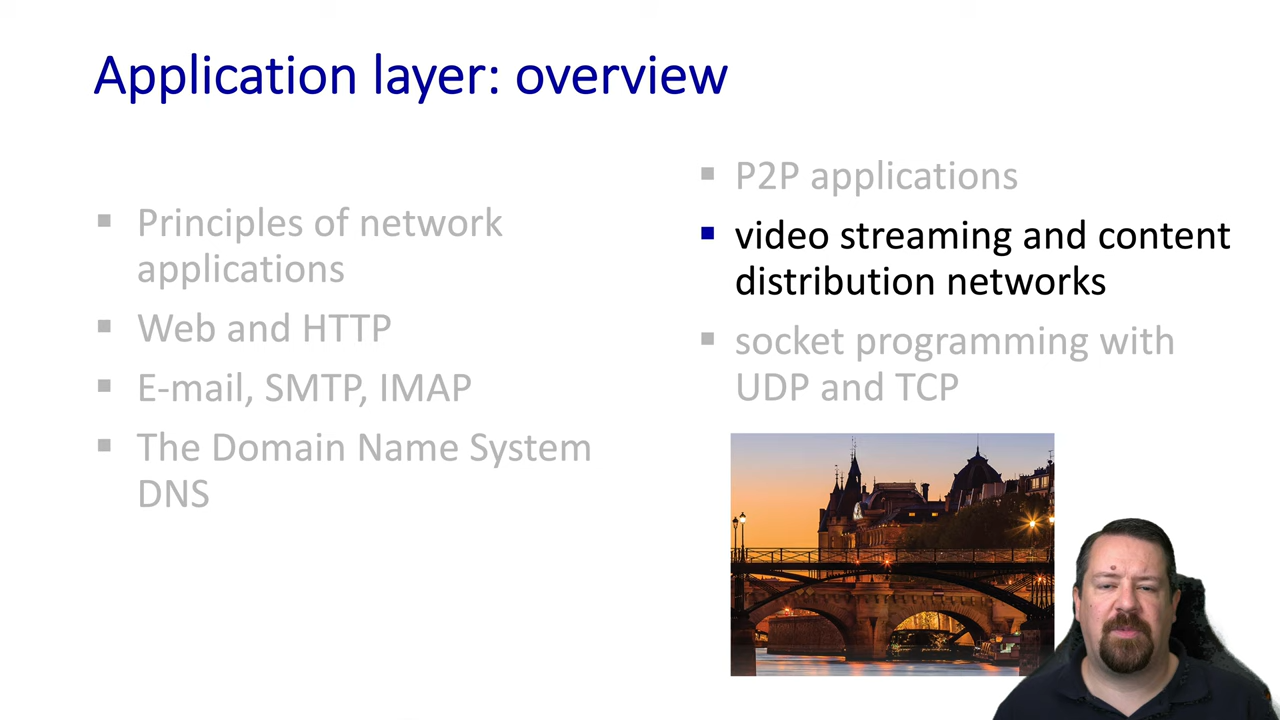 Application layer: overview
▪ Principles of network
applications
▪ Web and HTTP
▪ E-mail, SMTP, IMAP
▪ The Domain Name System
DNS
▪ P2P applications
▪ video streaming and content
distribution networks
▪ socket programming with
UDP and TCP